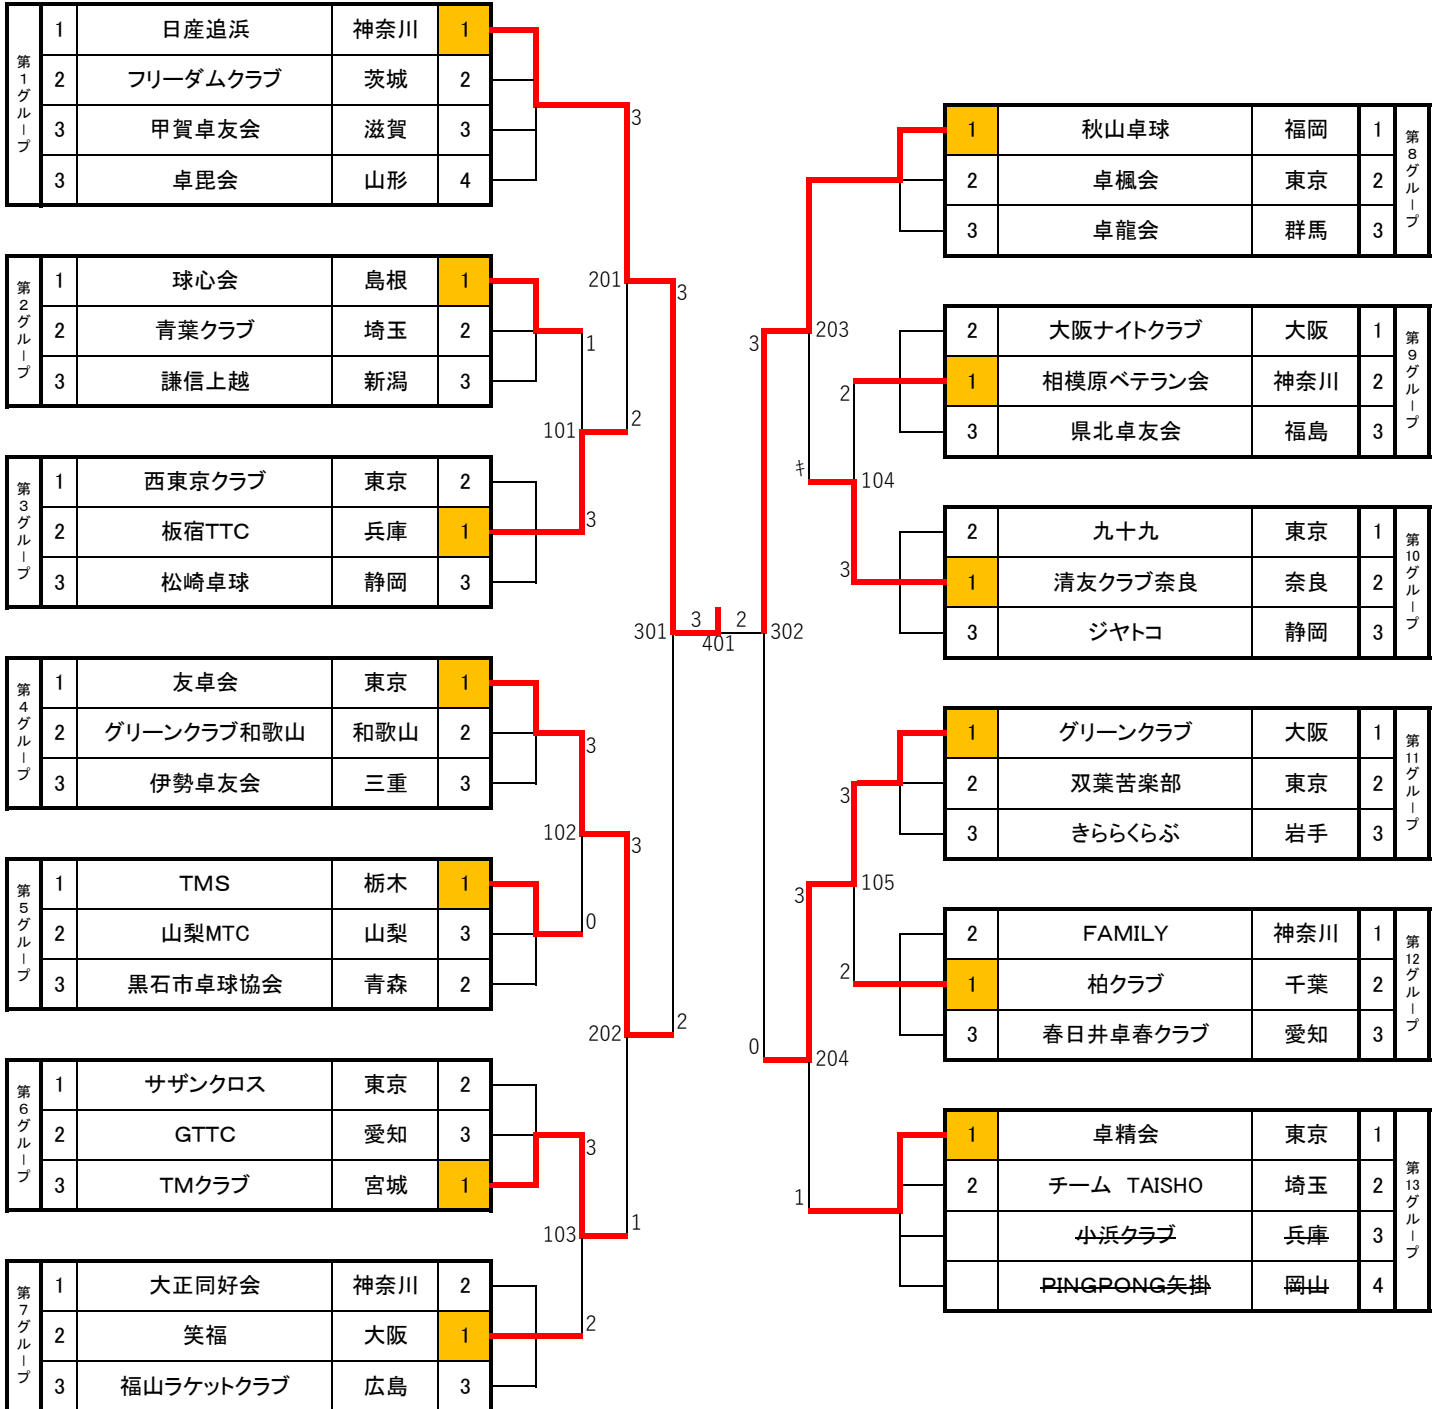 第1グループ
1 日産追浜 神奈川 1
2 フリーダムクラブ 茨城 2
3 甲賀卓友会 滋賀 3
3 卓毘会 山形 4
第2グループ
1 球心会 島根 1
2 青葉クラブ 埼玉 2
3 謙信上越 新潟 3
第3グループ
1 西東京クラブ 東京 2
2 板宿TTC 兵庫 1
3 松崎卓球 静岡 3
第4グループ
1 友卓会 東京 1
2 グリーンクラブ和歌山 和歌山 2
3 伊勢卓友会 三重 3
第5グループ
1 TMS 栃木 1
2 山梨MTC 山梨 3
3 黒石市卓球協会 青森 2
第6グループ
1 サザンクロス 東京 2
2 GTTC 愛知 3
3 TMクラブ 宮城 1
第7グループ
1 大正同好会 神奈川 2
2 笑福 大阪 1
3 福山ラケットクラブ 広島 3
3
201
3
1
101
2
3
3
102
3
0
202
2
3
103
1
2
301
3
401
2
302
3
203
2
キ
104
3
3
105
3
2
0
204
1
第8グループ
1 秋山卓球 福岡 1
2 卓楓会 東京 2
3 卓龍会 群馬 3
第9グループ
2 大阪ナイトクラブ 大阪 1
1 相模原ベテラン会 神奈川 2
3 県北卓友会 福島 3
第10グループ
2 九十九 東京 1
1 清友クラブ奈良 奈良 2
3 ジヤトコ 静岡 3
第11グループ
1 グリーンクラブ 大阪 1
2 双葉苦楽部 東京 2
3 きららくらぶ 岩手 3
第12グループ
2 FAMILY 神奈川 1
1 柏クラブ 千葉 2
3 春日井卓春クラブ 愛知 3
第13グループ
1 卓精会 東京 1
2 チーム TAISHO 埼玉 2
小浜クラブ 兵庫 3
PINGPONG矢掛 岡山 4